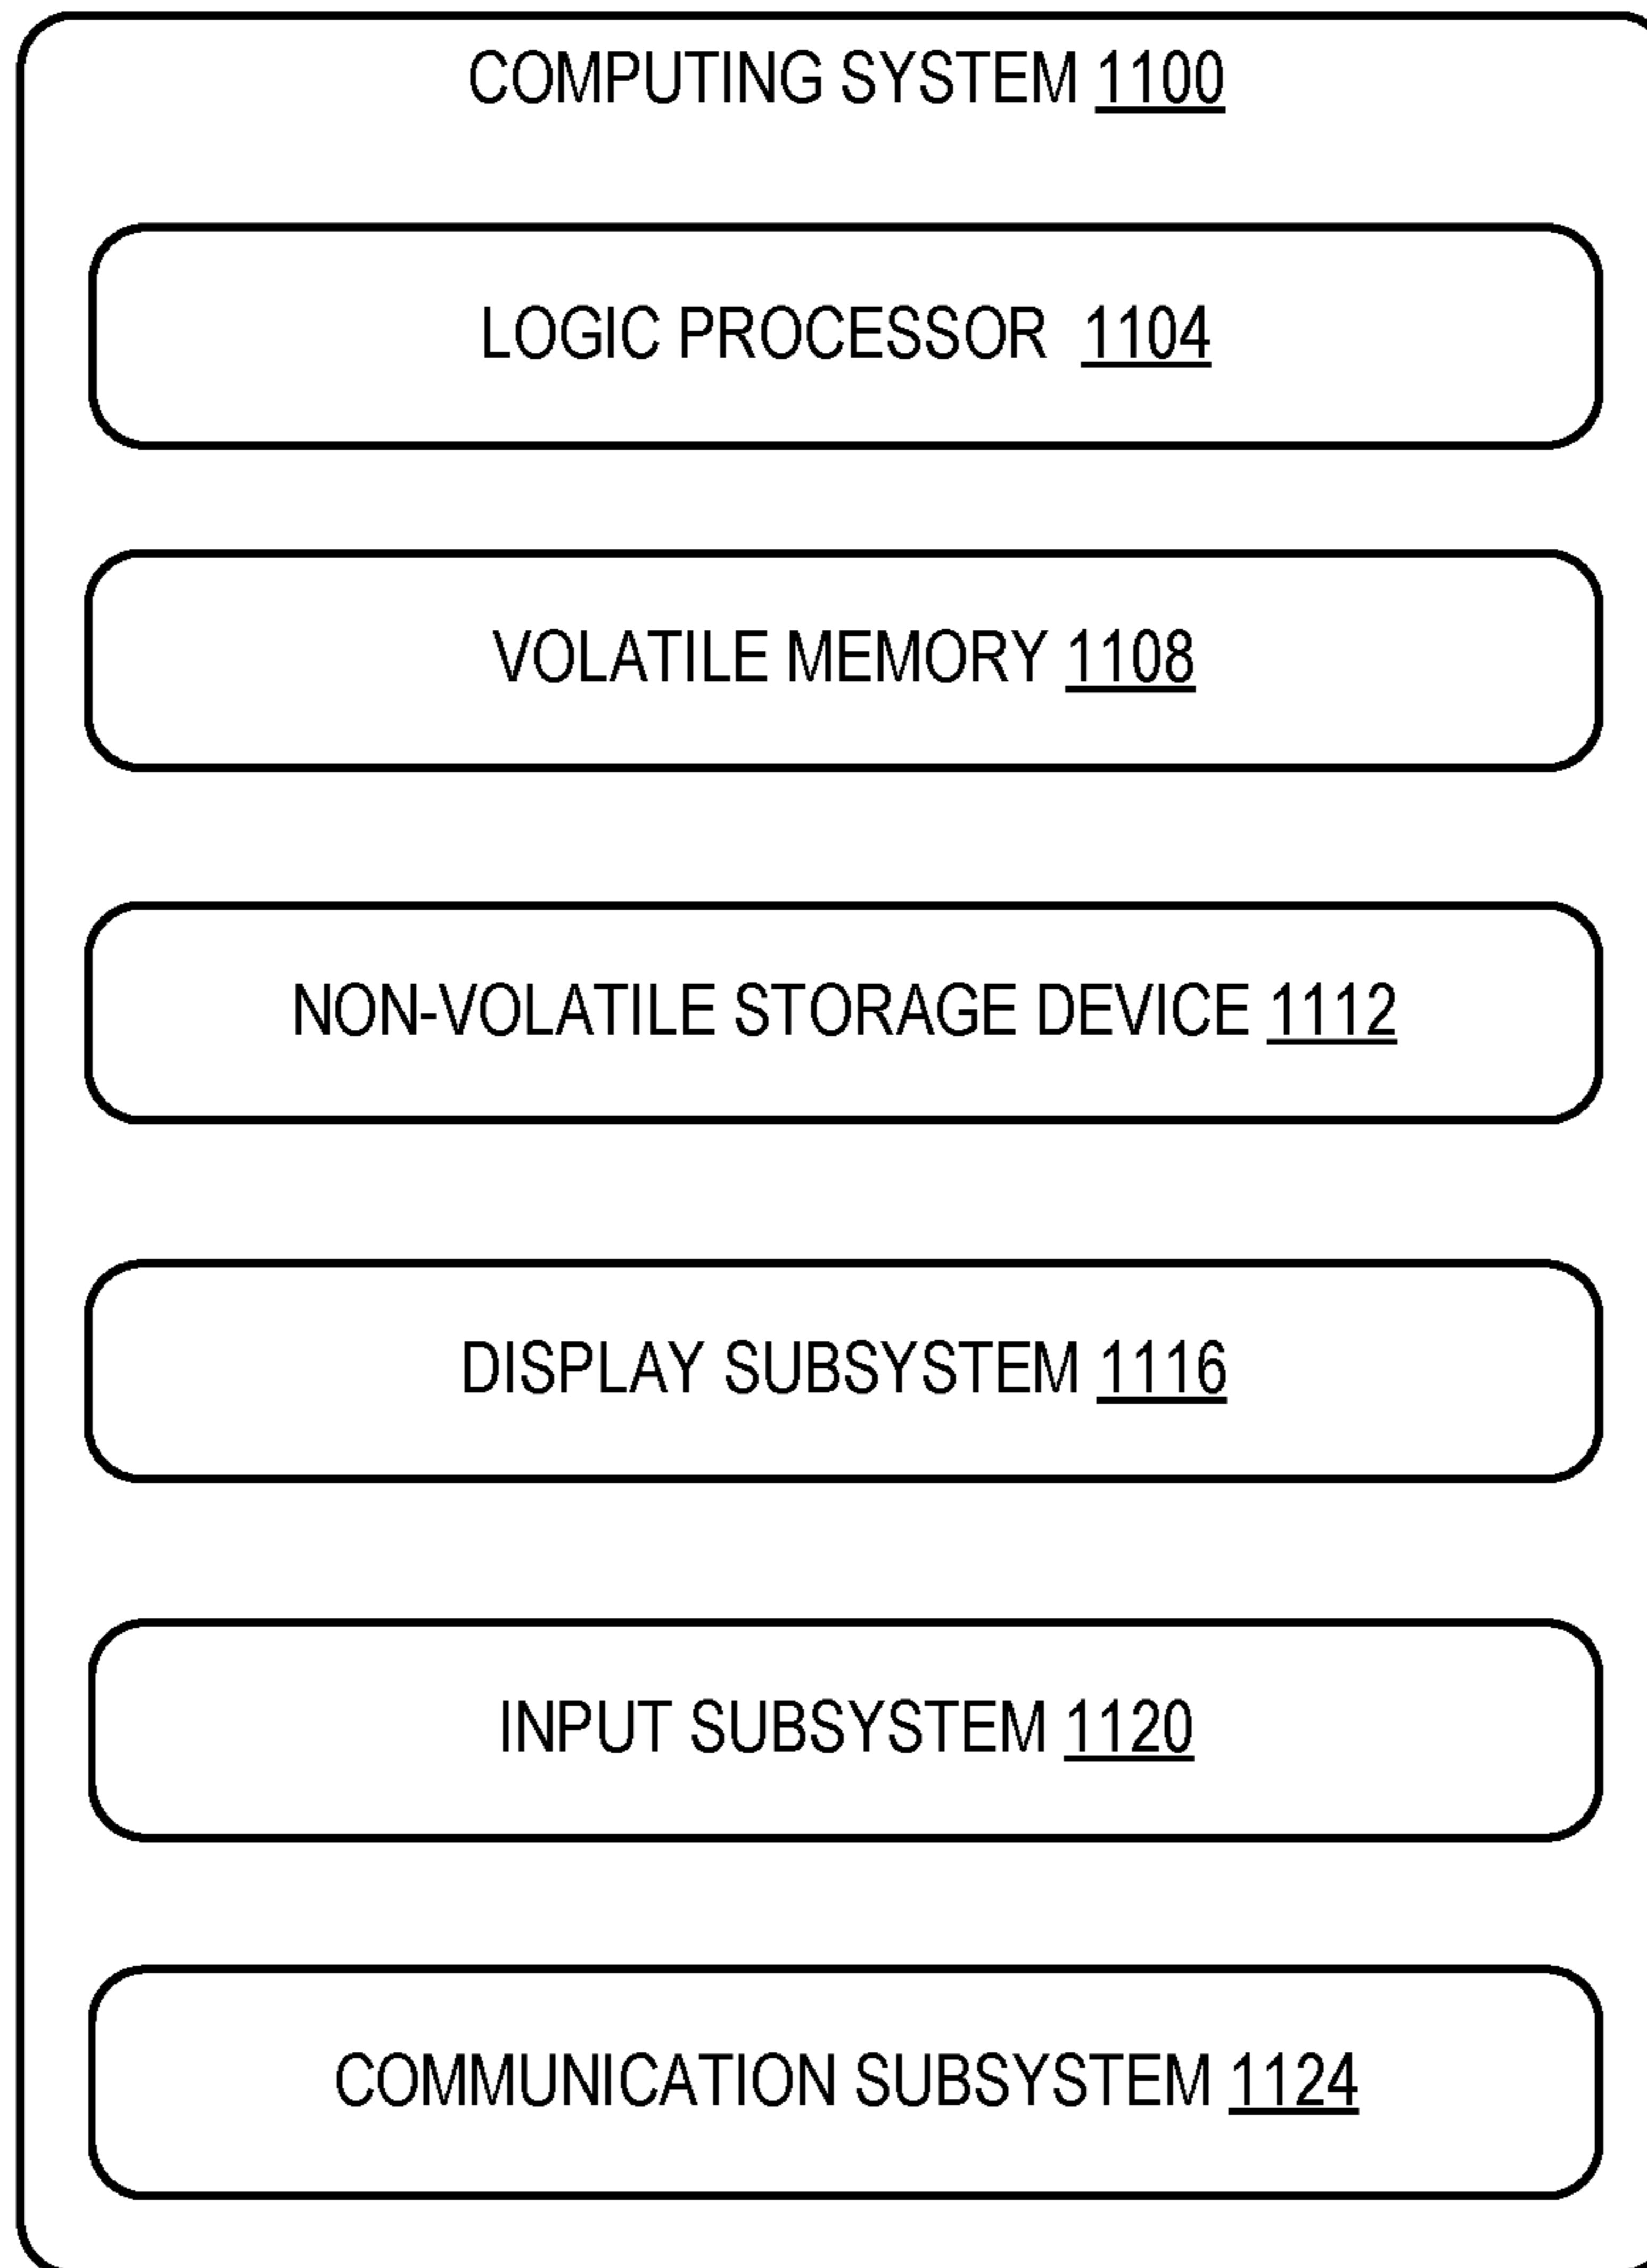 COMPUTING SYSTEM 1100
LOGIC PROCESSOR 1104
VOLATILE MEMORY 1108
NON-VOLATILE STORAGE DEVICE 1112
DISPLAY SUBSYSTEM 1116
INPUT SUBSYSTEM 1120
COMMUNICATION SUBSYSTEM 1124